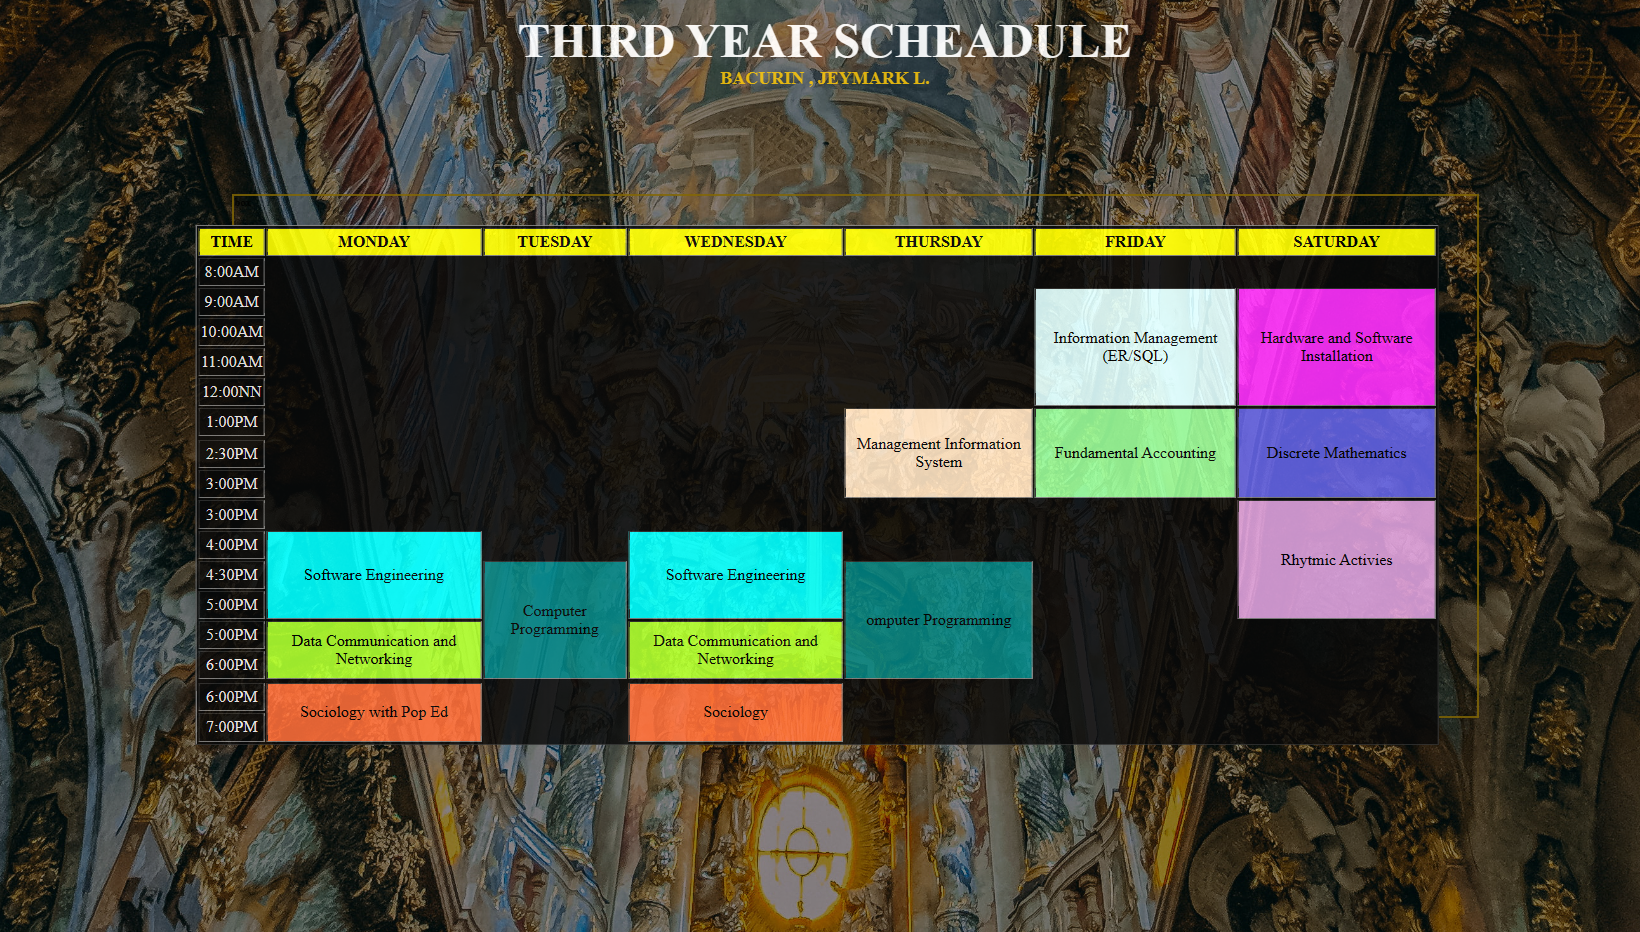 THIRD YEAR SCHEADULE
BACURIN , JEYMARK L.
TIME MONDAY TUESDAY WEDNESDAY THURSDAY FRIDAY SATURDAY
8:00AM
9:00AM
10:00AM
11:00AM
12:00NN
Information Management
(ER/SQL)
Hardware and Software
Installation
1:00PM
2:30PM
3:00PM
Management Information
System
Fundamental Accounting
Discrete Mathematics
3:00PM
4:00PM
4:30PM
5:00PM
Software Engineering
Computer
Programming
Software Engineering
omputer Programming
Rhytmic Activies
5:00PM
6:00PM
Data Communication and
Networking
Data Communication and
Networking
6:00PM
7:00PM
Sociology with Pop Ed
Sociology